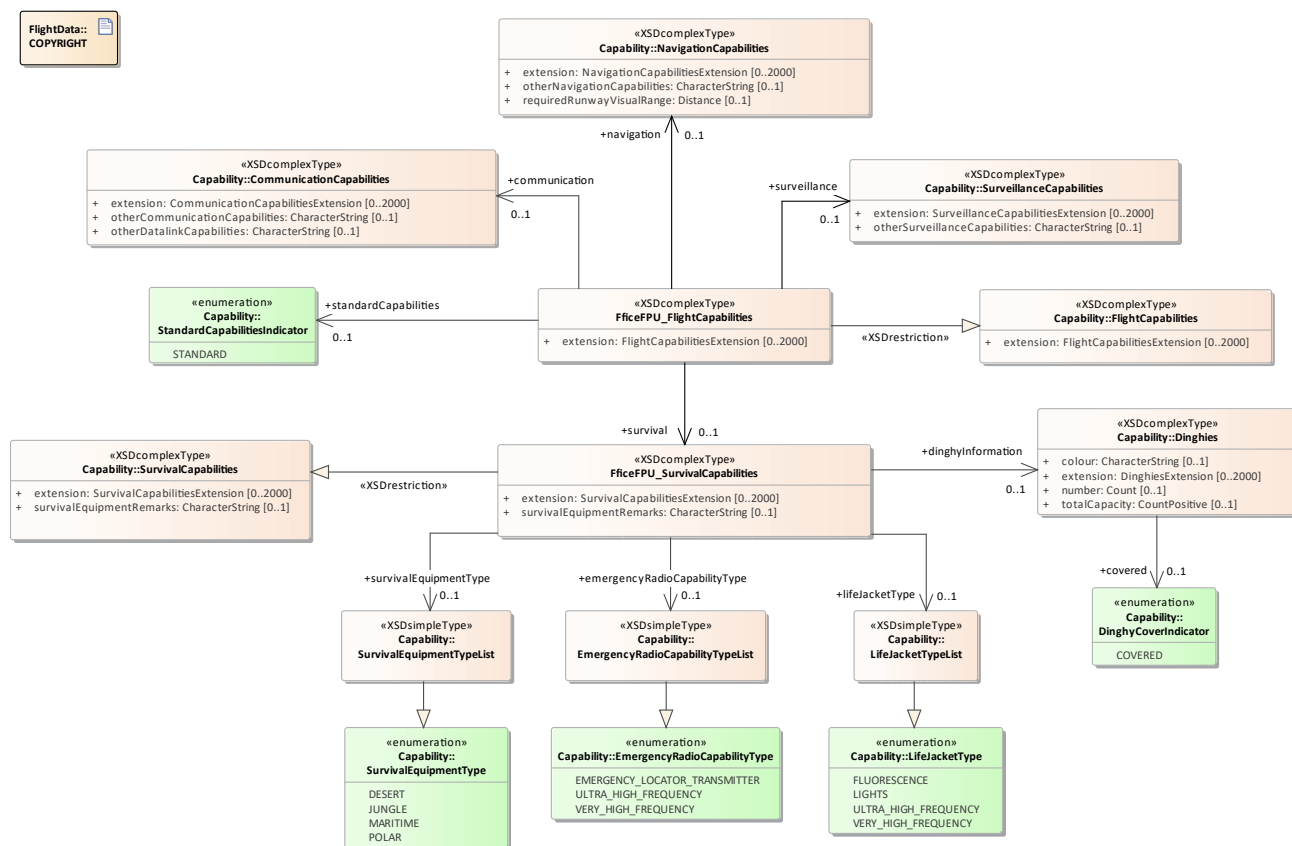 FlightData::
COPYRIGHT
«XSDcomplexType»
Capability::NavigationCapabilities
+ extension: NavigationCapabilitiesExtension [0..2000]
+ otherNavigationCapabilities: CharacterString [0..1]
+ requiredRunwayVisualRange: Distance [0..1]
+navigation 0..1
«XSDcomplexType»
Capability::CommunicationCapabilities
+ extension: CommunicationCapabilitiesExtension [0..2000]
+ otherCommunicationCapabilities: CharacterString [0..1]
+ otherDatalinkCapabilities: CharacterString [0..1]
+communication
0..1
+surveillance
0..1
«XSDcomplexType»
Capability::SurveillanceCapabilities
+ extension: SurveillanceCapabilitiesExtension [0..2000]
+ otherSurveillanceCapabilities: CharacterString [0..1]
«enumeration»
Capability::
StandardCapabilitiesIndicator
STANDARD
+standardCapabilities
0..1
«XSDcomplexType»
FficeFPU_FlightCapabilities
+ extension: FlightCapabilitiesExtension [0..2000]
«XSDrestriction»
«XSDcomplexType»
Capability::FlightCapabilities
+ extension: FlightCapabilitiesExtension [0..2000]
+survival 0..1
«XSDcomplexType»
Capability::SurvivalCapabilities
+ extension: SurvivalCapabilitiesExtension [0..2000]
+ survivalEquipmentRemarks: CharacterString [0..1]
«XSDrestriction»
«XSDcomplexType»
FficeFPU_SurvivalCapabilities
+ extension: SurvivalCapabilitiesExtension [0..2000]
+ survivalEquipmentRemarks: CharacterString [0..1]
+dinghyInformation
0..1
«XSDcomplexType»
Capability::Dinghies
+ colour: CharacterString [0..1]
+ extension: DinghiesExtension [0..2000]
+ number: Count [0..1]
+ totalCapacity: CountPositive [0..1]
+covered 0..1
«enumeration»
Capability::
DinghyCoverIndicator
COVERED
+survivalEquipmentType
0..1
+emergencyRadioCapabilityType
0..1
+lifeJacketType 0..1
«XSDsimpleType»
Capability::
SurvivalEquipmentTypeList
«XSDsimpleType»
Capability::
EmergencyRadioCapabilityTypeList
«XSDsimpleType»
Capability::
LifeJacketTypeList
«enumeration»
Capability::
SurvivalEquipmentType
DESERT
JUNGLE
MARITIME
POLAR
«enumeration»
Capability::EmergencyRadioCapabilityType
EMERGENCY_LOCATOR_TRANSMITTER
ULTRA_HIGH_FREQUENCY
VERY_HIGH_FREQUENCY
«enumeration»
Capability::LifeJacketType
FLUORESCENCE
LIGHTS
ULTRA_HIGH_FREQUENCY
VERY_HIGH_FREQUENCY